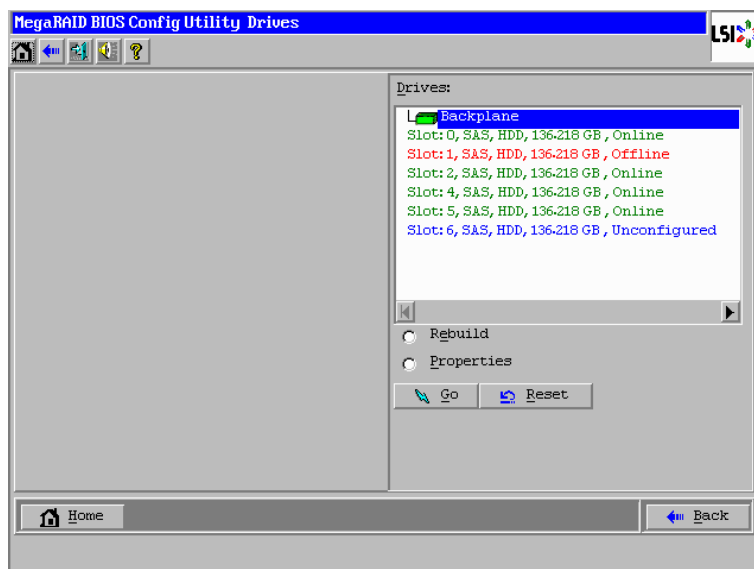 MegaRAID BIOS Config Utility Drives
LSI
Drives:
Backplane
Slot: 0, SAS, HDD, 136.218 GB, Online
Slot: 1, SAS, HDD, 136.218 GB, Offline
Slot: 2, SAS, HDD, 136.218 GB, Online
Slot: 4, SAS, HDD, 136.218 GB, Online
Slot: 5, SAS, HDD, 136.218 GB, Online
Slot: 6, SAS, HDD, 136.218 GB, Unconfigured
Rebuild
Properties
Go
Reset
Home
Back